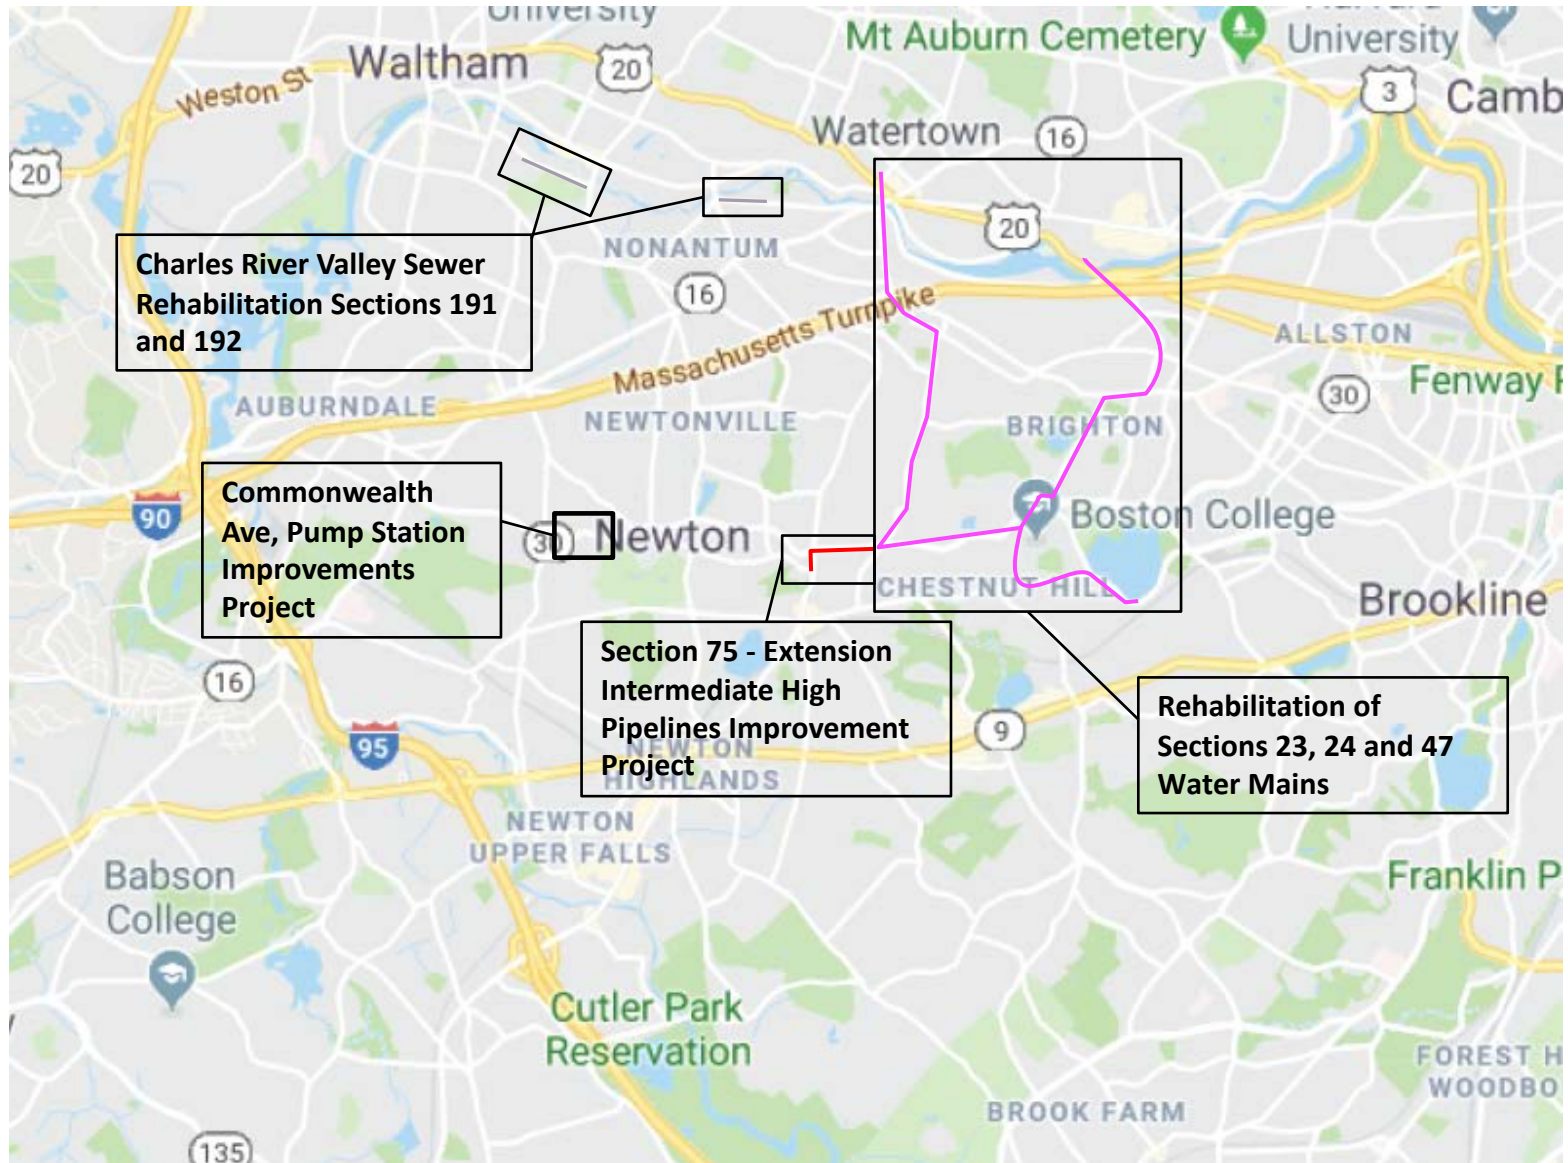 University
Waltham
20
Mt Auburn Cemetery
University
Weston St
3
Camb
20
Watertown
16
20
NONANTUM
16
Charles River Valley Sewer
Rehabilitation Sections 191
and 192
Massachusetts Turnpike
ALLSTON
30
Fenway
AUBURNDALE
NEWTONVILLE
BRIGHTON
Commonwealth
Ave, Pump Station
Improvements
Project
90
30
Newton
Boston College
CHESTNUT HILL
Brookline
Section 75 - Extension
Intermediate High
Pipelines Improvement
Project
16
95
9
Rehabilitation of
Sections 23, 24 and 47
Water Mains
NEWTON
HIGHLANDS
NEWTON
UPPER FALLS
Babson
College
Franklin P
Cutler Park
Reservation
FOREST H
WOODBO
BROOK FARM
135